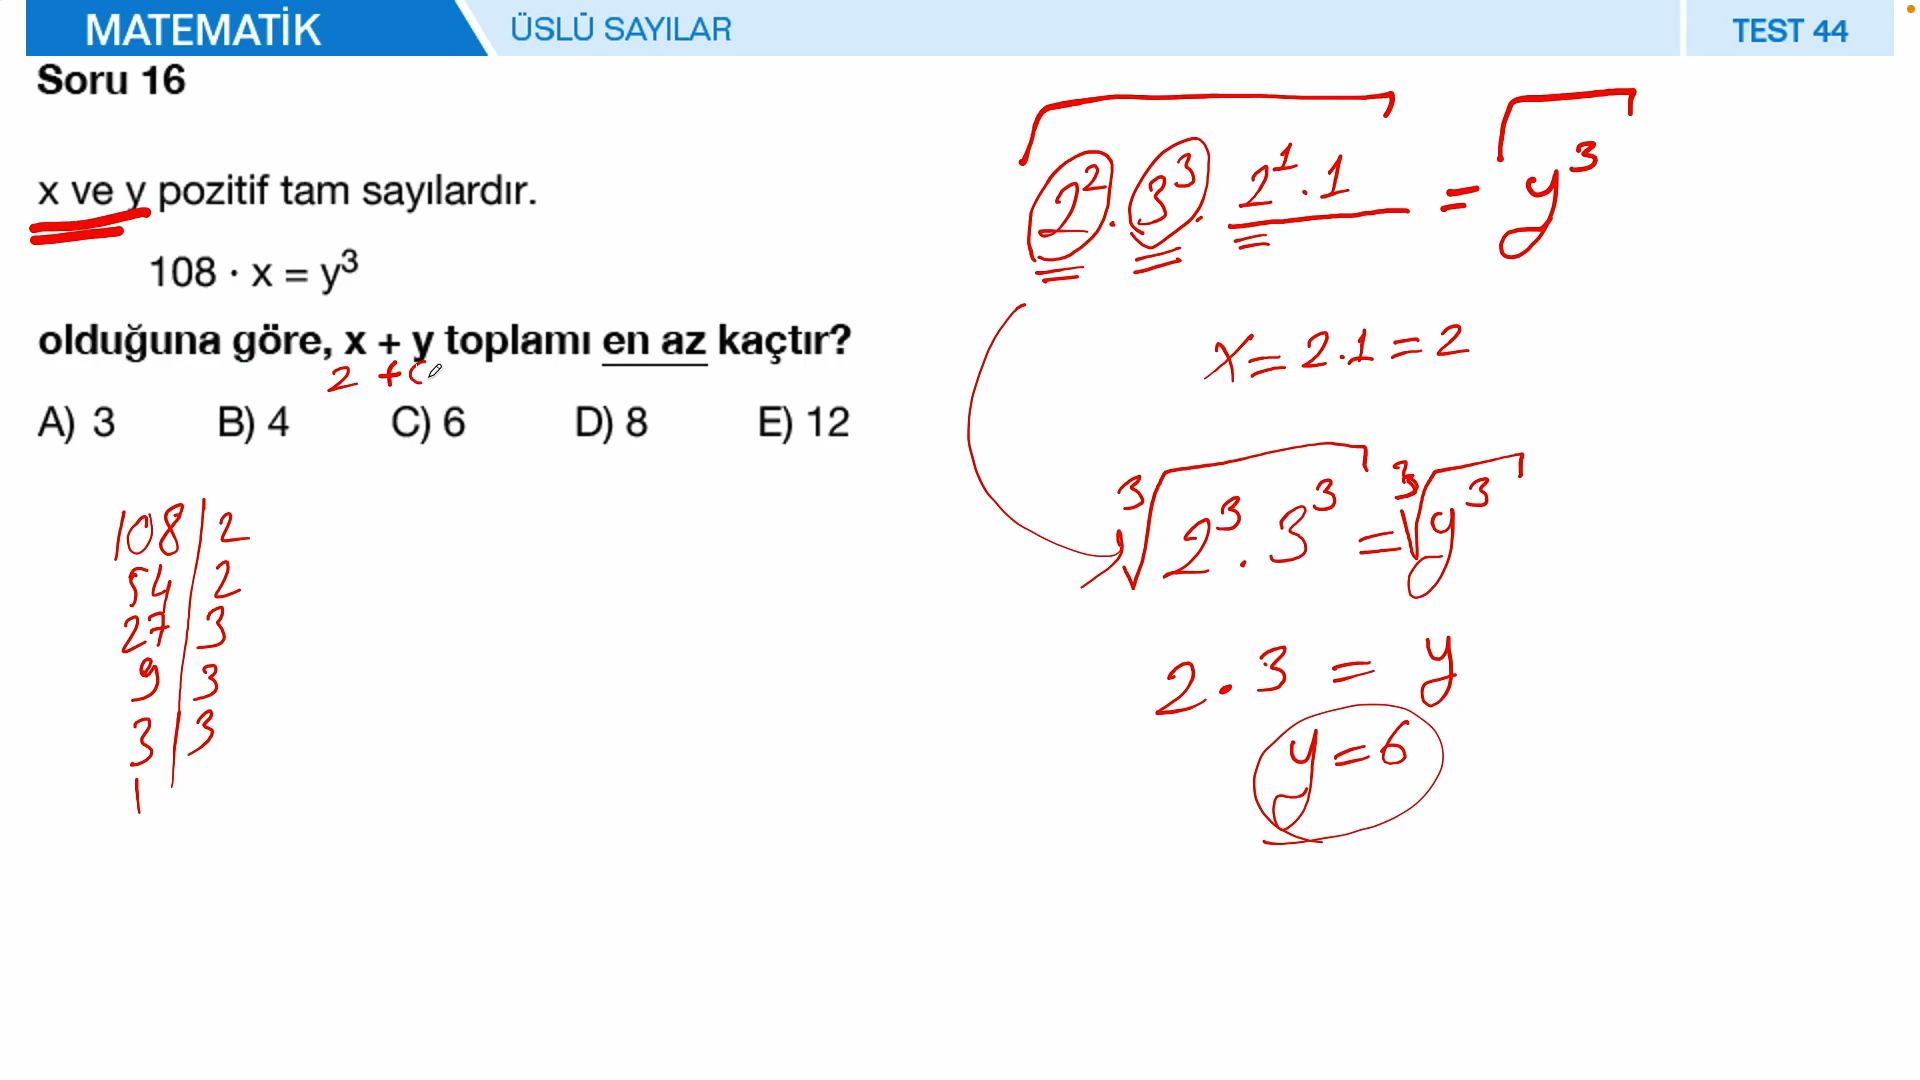 MATEMATİK ÜSLÜ SAYILAR TEST 44
Soru 16
x ve y pozitif tam sayılardır.
108 · x = y³
olduğuna göre, x + y toplamı en az kaçtır?
2 +
A) 3 B) 4 C) 6 D) 8 E) 12
108 | 2
54 | 2
27 | 3
9 | 3
3 | 3
1
2² . 3³ . 2¹ . 1 = y³
x = 2.1 = 2
³√2³ . 3³ = ³√y³
2 . 3 = y
y = 6